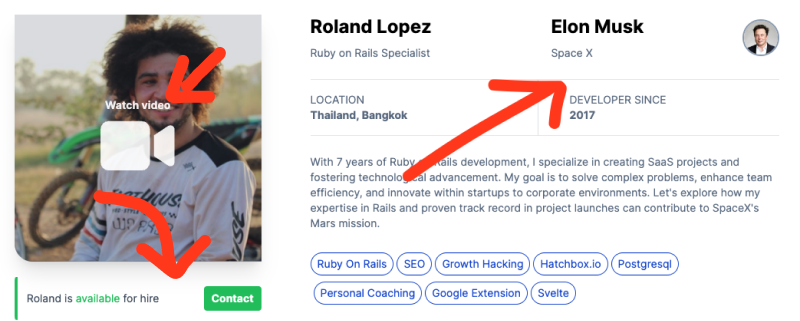 Watch video
FASTHOUSE
Roland is available for hire
Contact
Roland Lopez
Ruby on Rails Specialist
Elon Musk
Space X
LOCATION
Thailand, Bangkok
DEVELOPER SINCE
2017
With 7 years of Ruby on Rails development, I specialize in creating SaaS projects and
fostering technological advancement. My goal is to solve complex problems, enhance team
efficiency, and innovate within startups to corporate environments. Let's explore how my
expertise in Rails and proven track record in project launches can contribute to SpaceX's
Mars mission.
Ruby On Rails SEO Growth Hacking Hatchbox.io Postgresql
Personal Coaching Google Extension Svelte